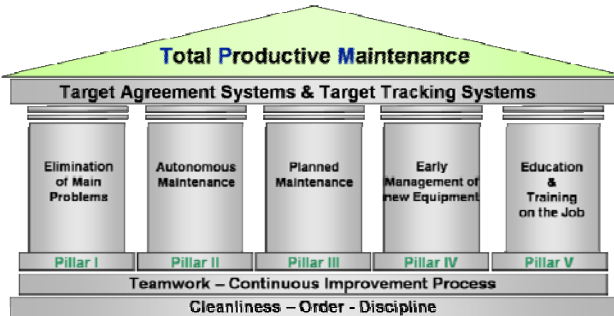 Total Productive Maintenance
Target Agreement Systems & Target Tracking Systems
Elimination
of Main
Problems
Autonomous
Maintenance
Planned
Maintenance
Early
Management of
new Equipment
Education
&
Training
on the Job
Pillar I
Pillar II
Pillar III
Pillar IV
Pillar V
Teamwork – Continuous Improvement Process
Cleanliness – Order - Discipline